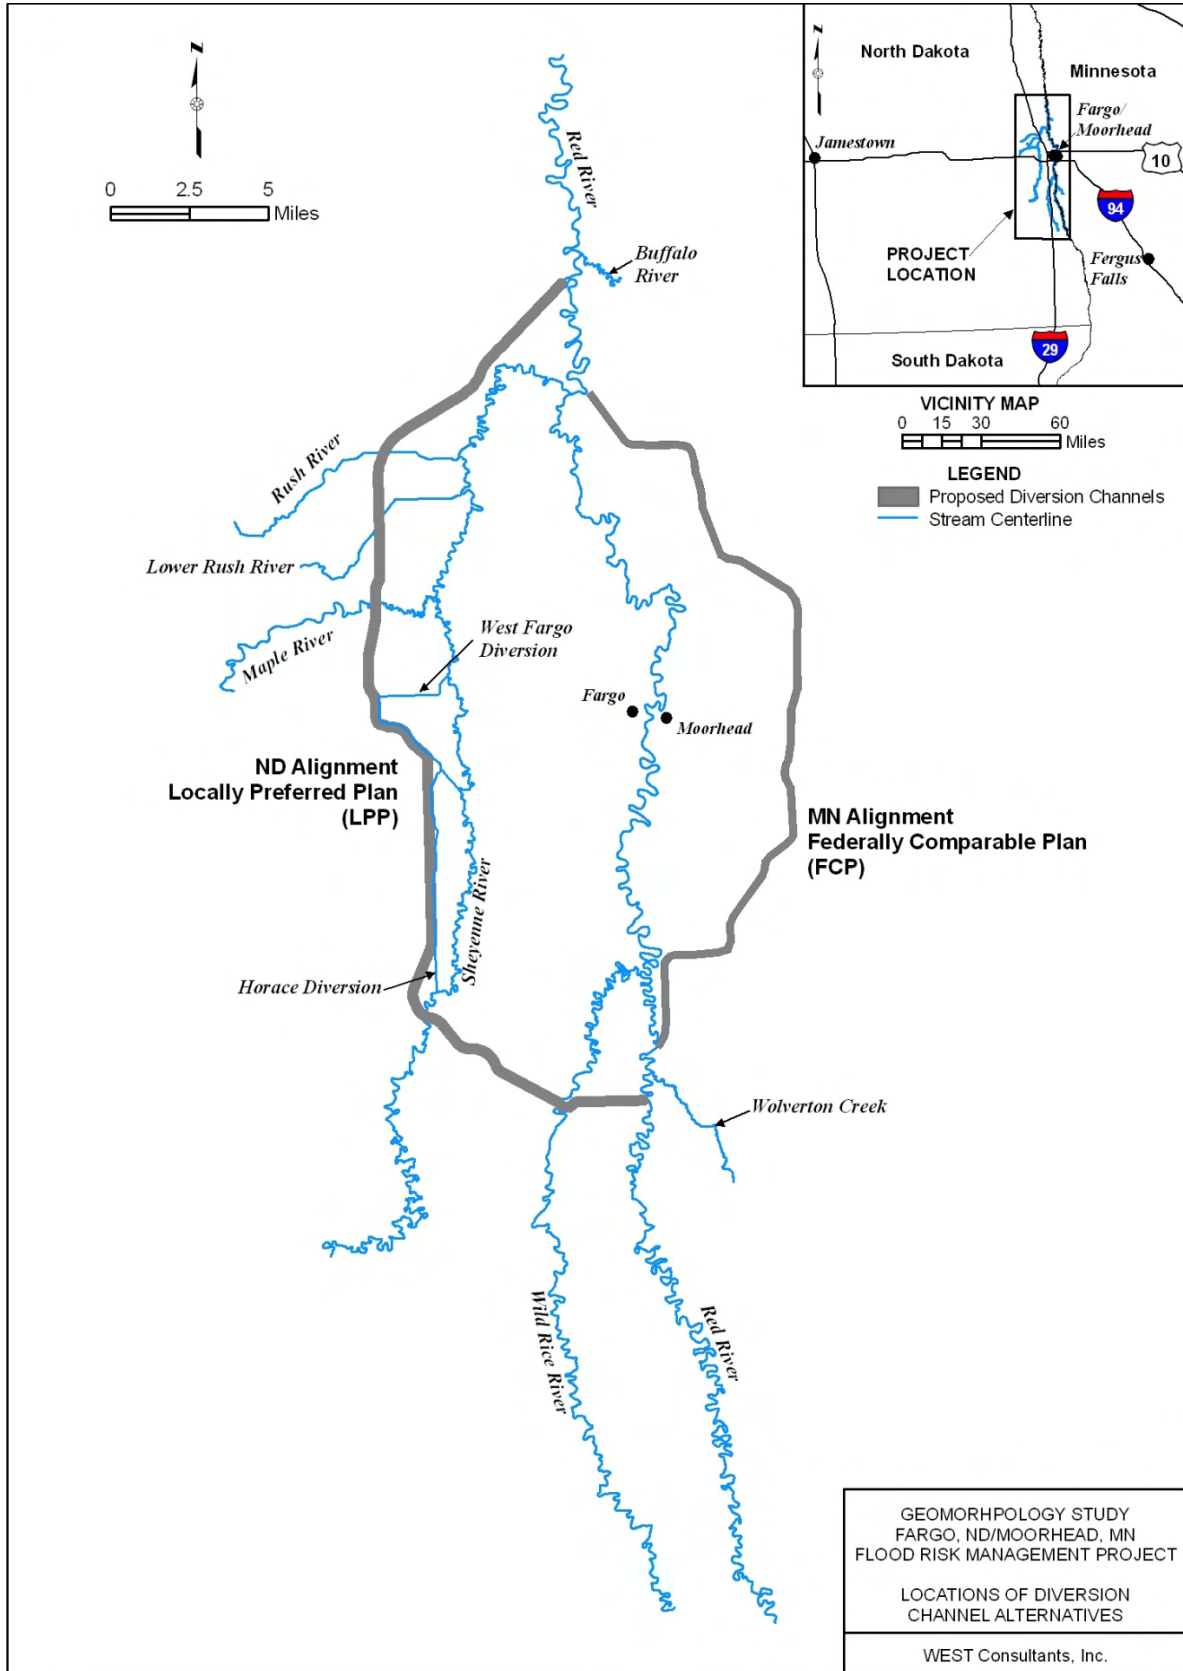 N
0 2.5 5
Miles
Red River
Buffalo
River
Rush River
Lower Rush River
Maple River
West Fargo
Diversion
Fargo
Moorhead
ND Alignment
Locally Preferred Plan
(LPP)
MN Alignment
Federally Comparable Plan
(FCP)
Sheyenne River
Horace Diversion
Wolverton Creek
Wild Rice River
Red River
N
North Dakota
Minnesota
Fargo/
Moorhead
Jamestown
10
94
PROJECT
LOCATION
Fergus
Falls
29
South Dakota
VICINITY MAP
0 15 30 60
Miles
LEGEND
Proposed Diversion Channels
Stream Centerline
GEOMORHPOLOGY STUDY
FARGO, ND/MOORHEAD, MN
FLOOD RISK MANAGEMENT PROJECT
LOCATIONS OF DIVERSION
CHANNEL ALTERNATIVES
WEST Consultants, Inc.